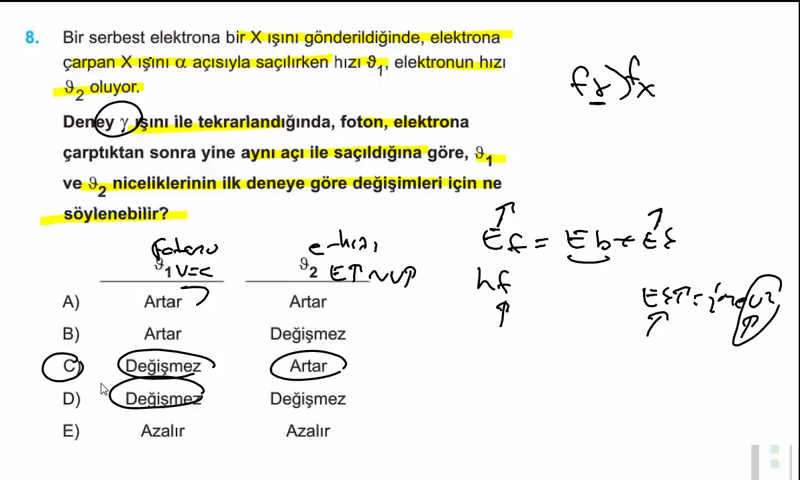 8. Bir serbest elektrona bir X ışını gönderildiğinde, elektrona
çarpan X ışını α açısıyla saçılırken hızı ϑ₁, elektronun hızı
ϑ₂ oluyor.
Deney γ ışını ile tekrarlandığında, foton, elektrona
çarptıktan sonra yine aynı açı ile saçıldığına göre, ϑ₁
ve ϑ₂ niceliklerinin ilk deneye göre değişimleri için ne
söylenebilir?
fγ > fx
Ef = Eb + E
hf
e⁻ hızı
ϑ₁ V=c ϑ₂ E↑ ~ v↑
A) Artar Artar
B) Artar Değişmez
C) Değişmez Artar
D) Değişmez Değişmez
E) Azalır Azalır